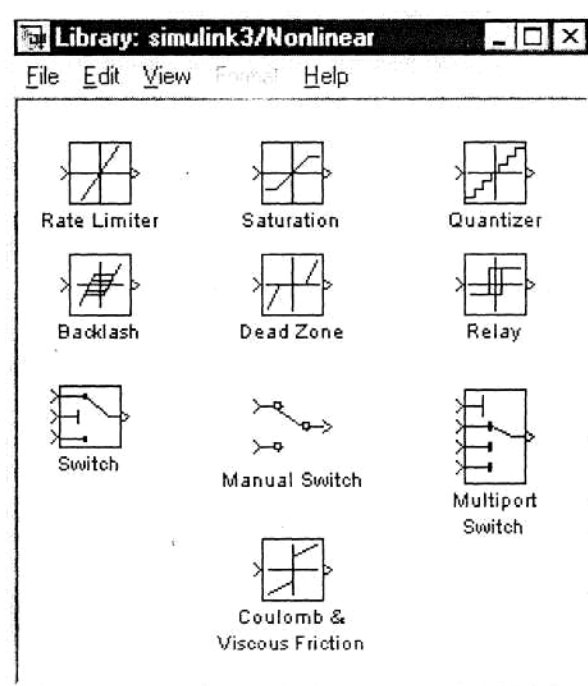 Library: simulink3/Nonlinear
File Edit View Format Help
Rate Limiter Saturation Quantizer
Backlash Dead Zone Relay
Switch Manual Switch Multiport
Switch
Coulomb &
Viscous Friction